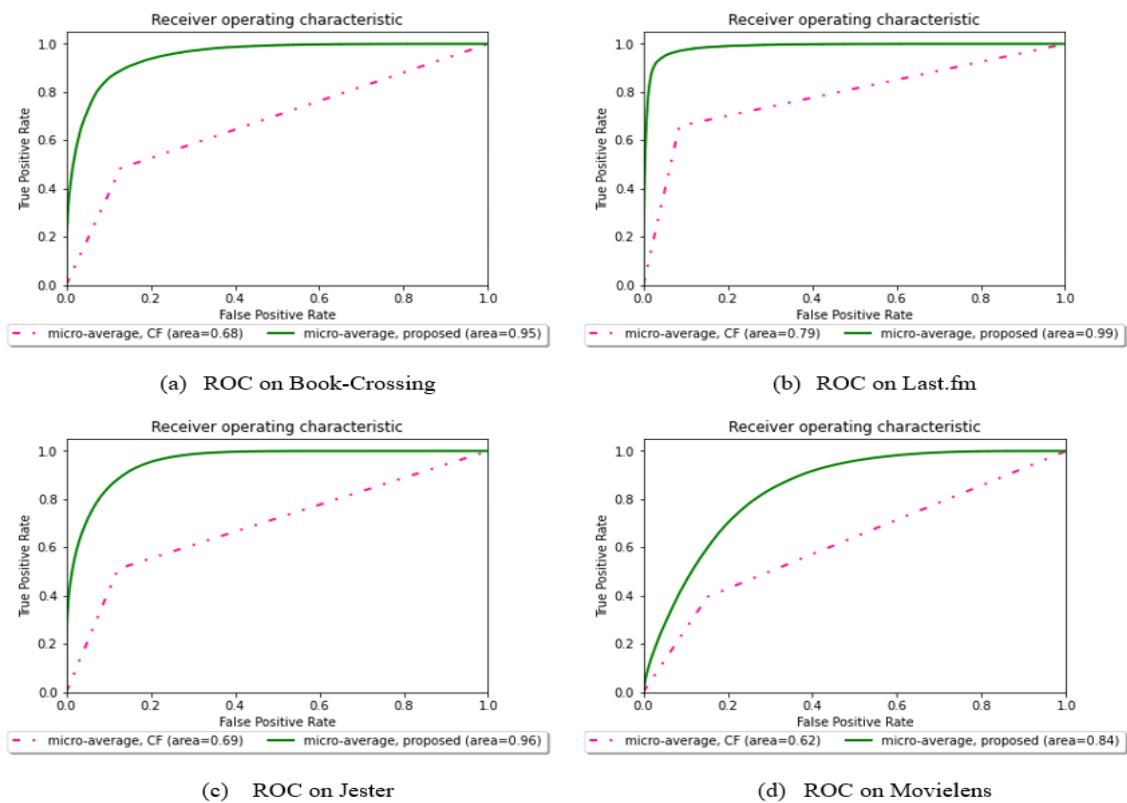 Receiver operating characteristic
True Positive Rate
1.0
0.8
0.6
0.4
0.2
0.0
0.0 0.2 0.4 0.6 0.8 1.0
False Positive Rate
micro-average, CF (area=0.68) micro-average, proposed (area=0.95)
(a) ROC on Book-Crossing
Receiver operating characteristic
True Positive Rate
1.0
0.8
0.6
0.4
0.2
0.0
0.0 0.2 0.4 0.6 0.8 1.0
False Positive Rate
micro-average, CF (area=0.79) micro-average, proposed (area=0.99)
(b) ROC on Last.fm
Receiver operating characteristic
True Positive Rate
1.0
0.8
0.6
0.4
0.2
0.0
0.0 0.2 0.4 0.6 0.8 1.0
False Positive Rate
micro-average, CF (area=0.69) micro-average, proposed (area=0.96)
(c) ROC on Jester
Receiver operating characteristic
True Positive Rate
1.0
0.8
0.6
0.4
0.2
0.0
0.0 0.2 0.4 0.6 0.8 1.0
False Positive Rate
micro-average, CF (area=0.62) micro-average, proposed (area=0.84)
(d) ROC on Movielens